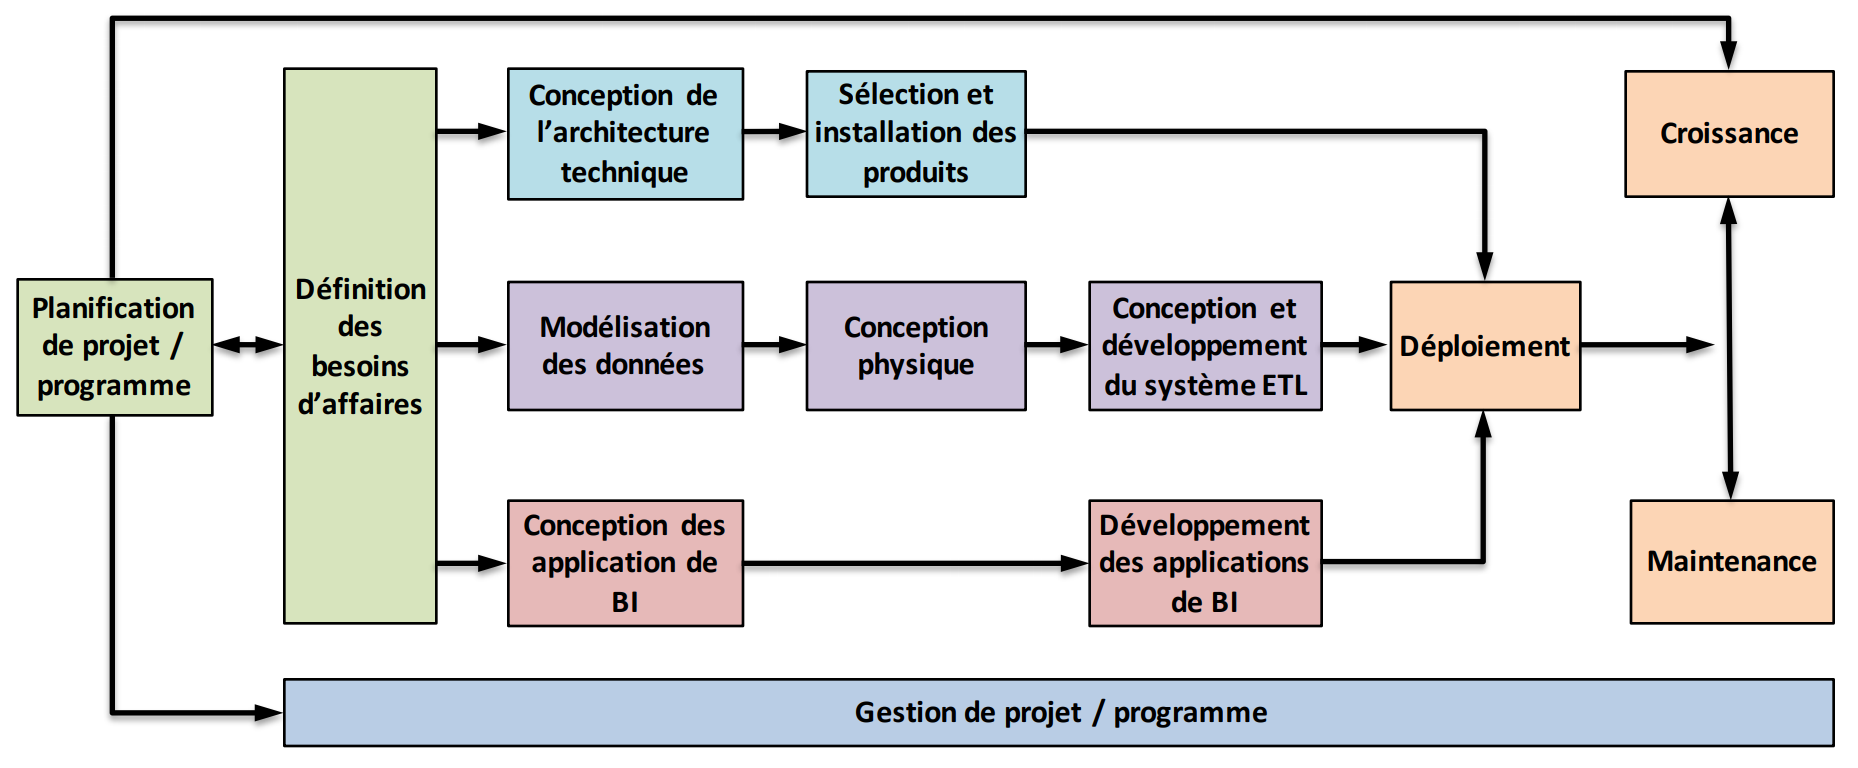 Planification
de projet /
programme
Définition
des
besoins
d’affaires
Conception de
l’architecture
technique
Sélection et
installation des
produits
Modélisation
des données
Conception
physique
Conception et
développement
du système ETL
Conception des
application de
BI
Développement
des applications
de BI
Déploiement
Croissance
Maintenance
Gestion de projet / programme